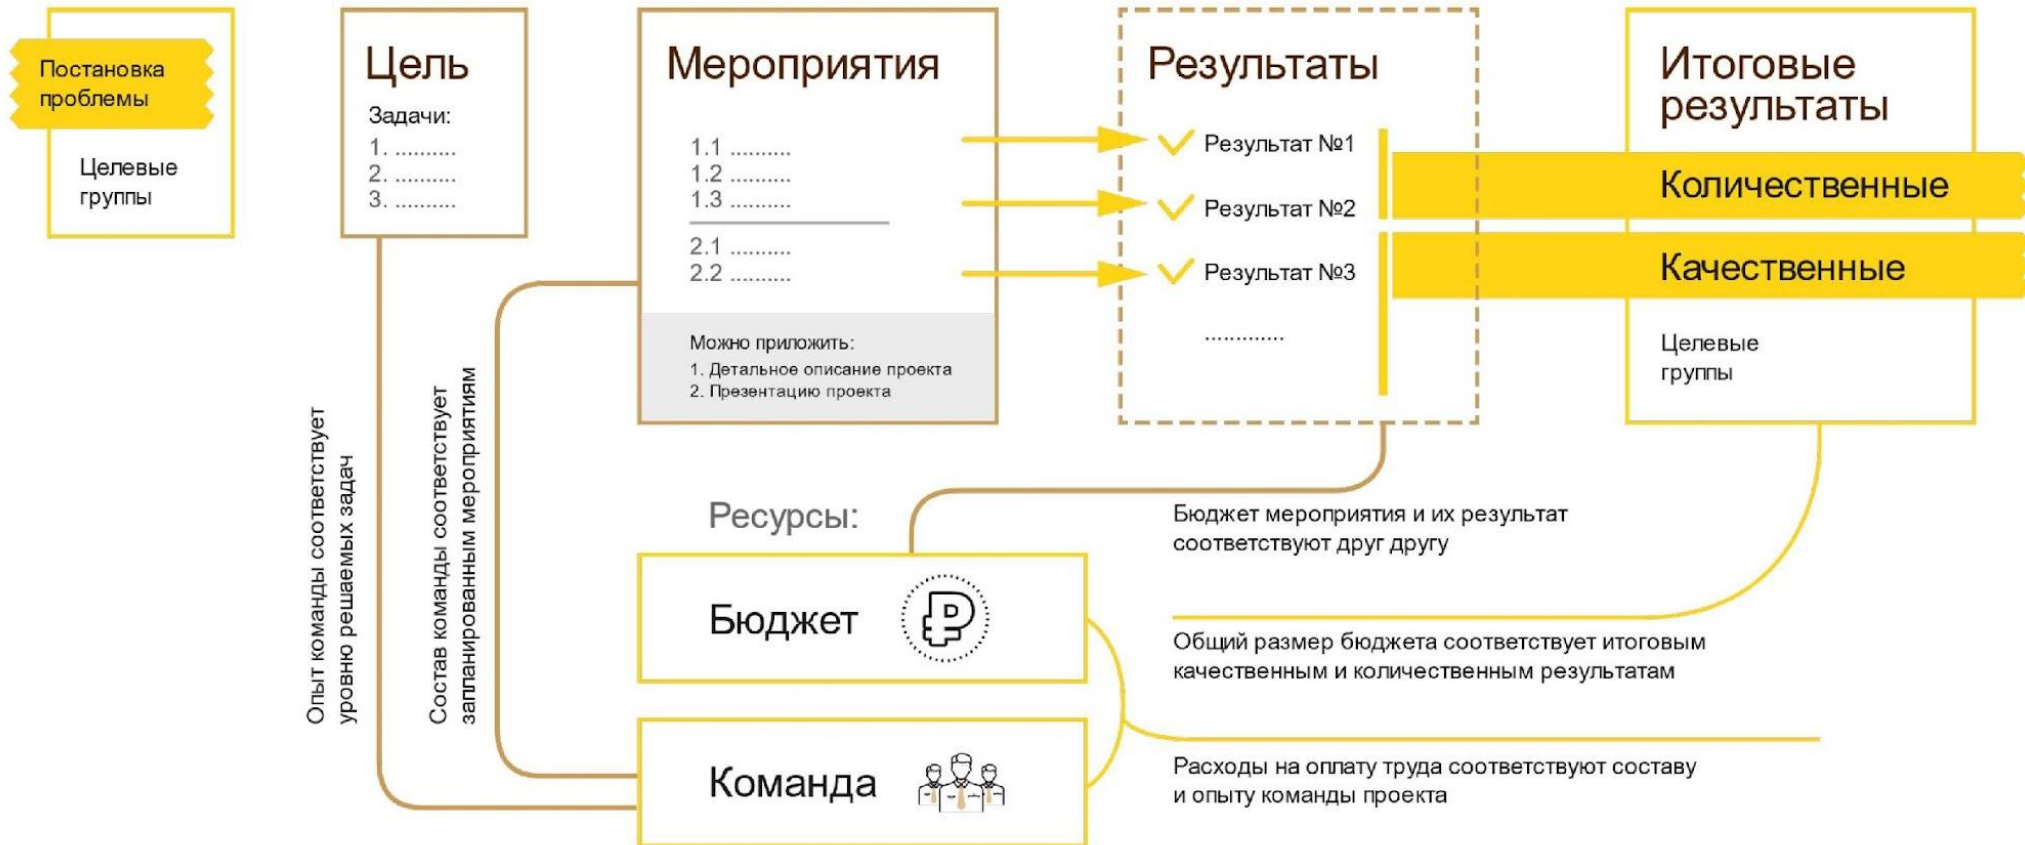 Постановка
проблемы
Целевые
группы
Цель
Задачи:
1. ..........
2. ..........
3. ..........
Мероприятия
1.1 ..........
1.2 ..........
1.3 ..........
2.1 ..........
2.2 ..........
Можно приложить:
1. Детальное описание проекта
2. Презентацию проекта
Результаты
Результат №1
Результат №2
Результат №3
.............
Итоговые
результаты
Количественные
Качественные
Целевые
группы
Опыт команды соответствует
уровню решаемых задач
Состав команды соответствует
запланированным мероприятиям
Ресурсы:
Бюджет
Команда
Бюджет мероприятия и их результат
соответствуют друг другу
Общий размер бюджета соответствует итоговым
качественным и количественным результатам
Расходы на оплату труда соответствуют составу
и опыту команды проекта